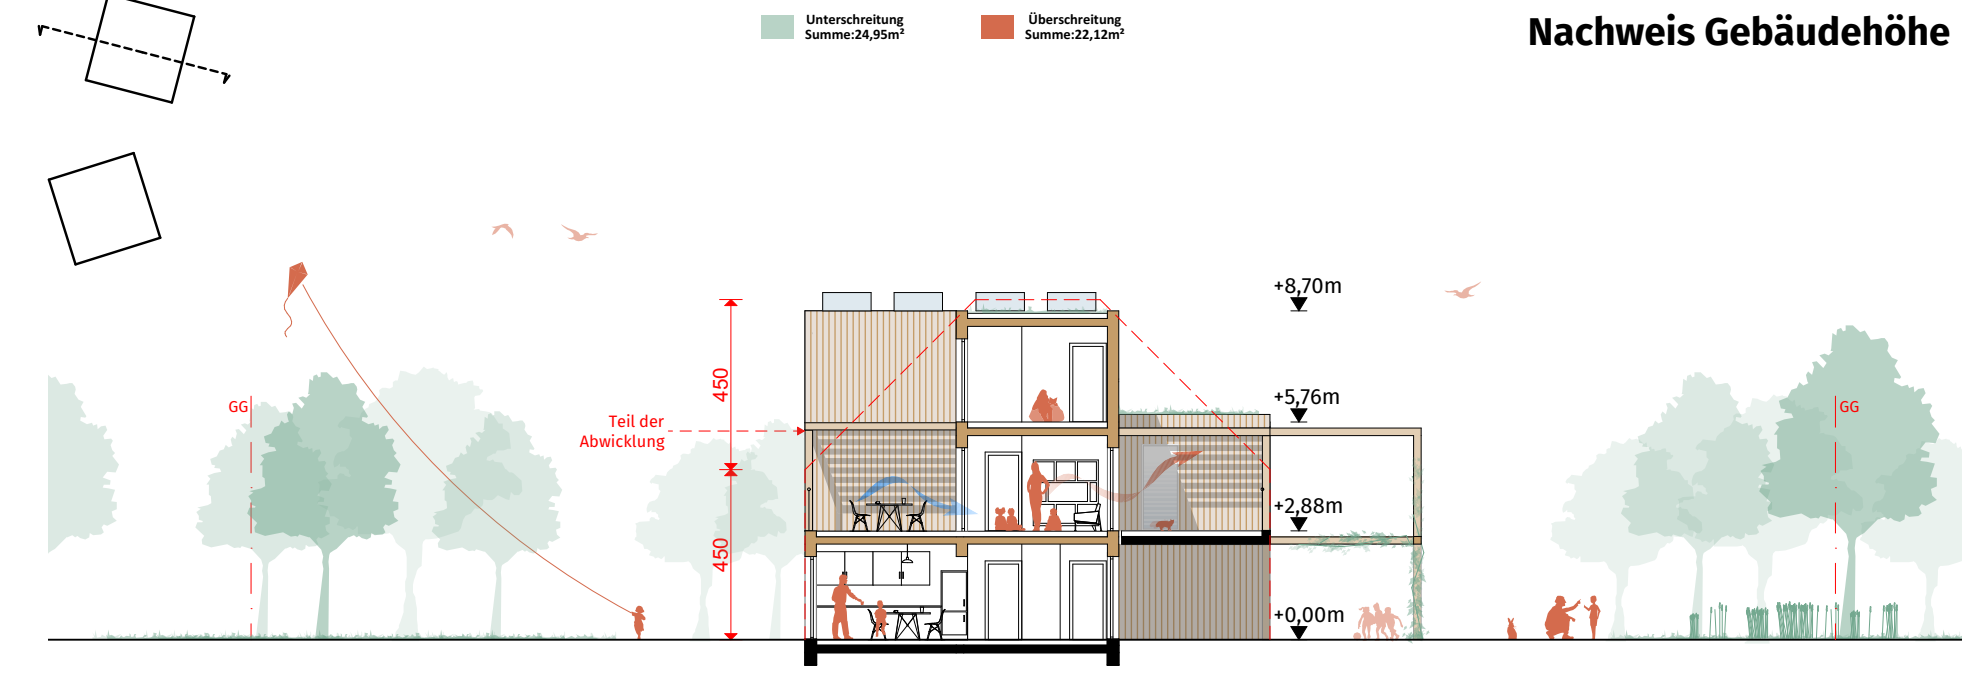 Unterschreitung
Summe:24,95m²
Überschreitung
Summe:22,12m²
Nachweis Gebäudehöhe
+8,70m
450
+5,76m
GG
GG
Teil der
Abwicklung
+2,88m
450
+0,00m